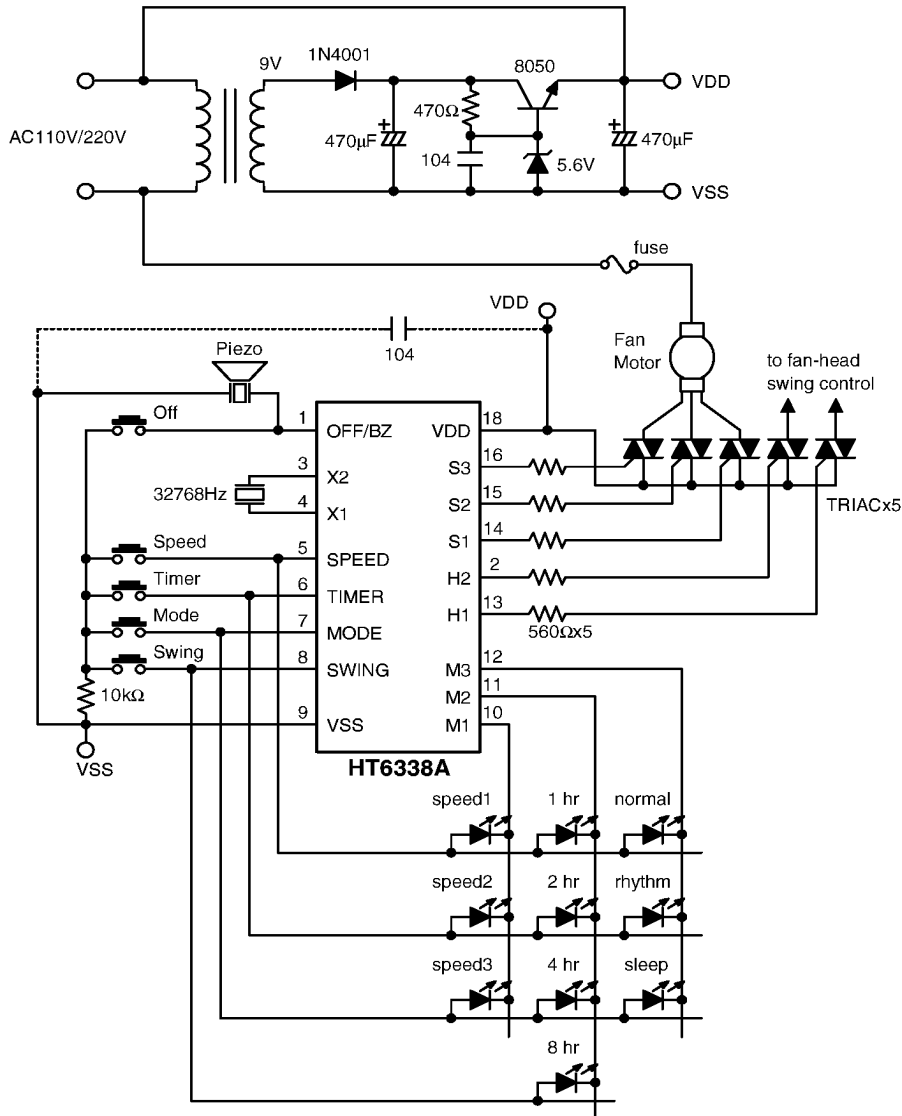 1N4001
9V
8050
VDD
470Ω
AC110V/220V
470µF
104
5.6V
470µF
VSS
fuse
VDD
104
Piezo
Fan
Motor
to fan-head
swing control
Off
1
OFF/BZ
VDD
18
3
X2
S3
16
32768Hz
4
X1
S2
15
TRIACx5
Speed
5
SPEED
S1
14
Timer
6
TIMER
H2
2
Mode
7
MODE
H1
13
560Ωx5
Swing
8
SWING
M3
12
10kΩ
M2
11
9
VSS
M1
10
VSS
HT6338A
speed1
1 hr
normal
speed2
2 hr
rhythm
speed3
4 hr
sleep
8 hr